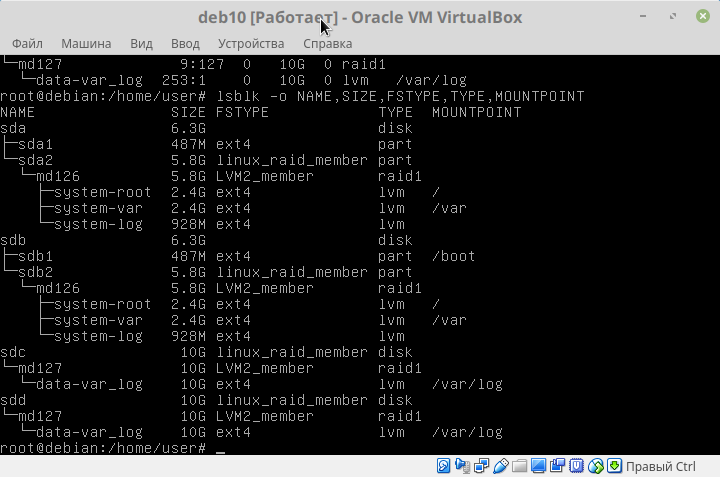 deb10 [Работает] - Oracle VM VirtualBox
Файл Машина Вид Ввод Устройства Справка
└─md127             9:127  0   10G  0 raid1
  └─data-var_log  253:1    0   10G  0 lvm   /var/log
root@debian:/home/user# lsblk -o NAME,SIZE,FSTYPE,TYPE,MOUNTPOINT
NAME               SIZE FSTYPE            TYPE  MOUNTPOINT
sda                6.3G                   disk
├─sda1             487M ext4              part
└─sda2             5.8G linux_raid_member part
  └─md126          5.8G LVM2_member       raid1
    ├─system-root  2.4G ext4              lvm   /
    ├─system-var   2.4G ext4              lvm   /var
    └─system-log   928M ext4              lvm
sdb                6.3G                   disk
├─sdb1             487M ext4              part  /boot
└─sdb2             5.8G linux_raid_member part
  └─md126          5.8G LVM2_member       raid1
    ├─system-root  2.4G ext4              lvm   /
    ├─system-var   2.4G ext4              lvm   /var
    └─system-log   928M ext4              lvm
sdc                 10G linux_raid_member disk
└─md127             10G LVM2_member       raid1
  └─data-var_log    10G ext4              lvm   /var/log
sdd                 10G linux_raid_member disk
└─md127             10G LVM2_member       raid1
  └─data-var_log    10G ext4              lvm   /var/log
root@debian:/home/user# _
Правый Ctrl